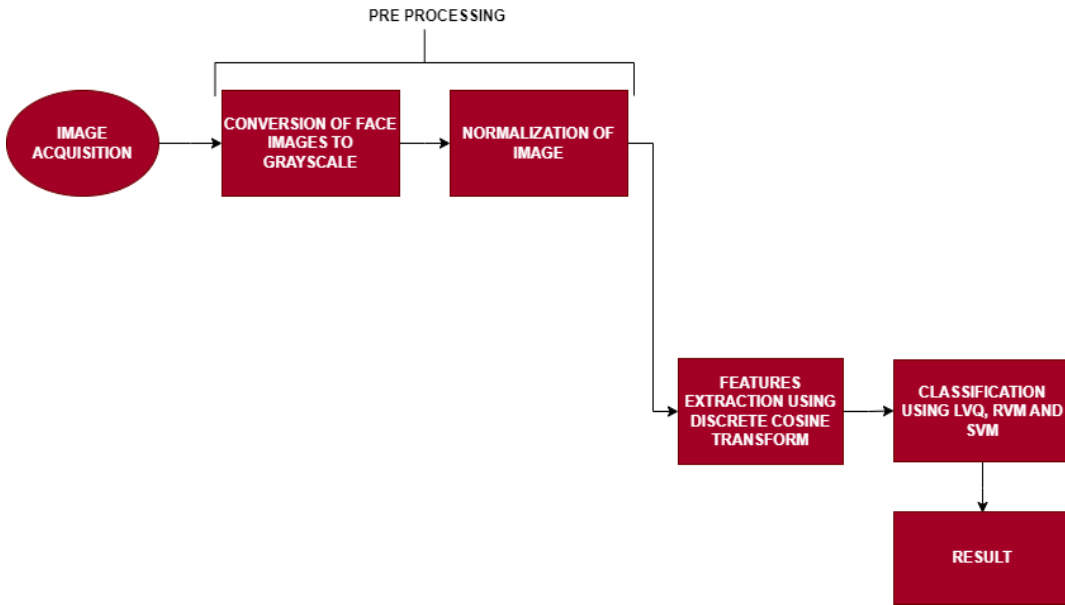 PRE PROCESSING
IMAGE
ACQUISITION
CONVERSION OF FACE
IMAGES TO
GRAYSCALE
NORMALIZATION OF
IMAGE
FEATURES
EXTRACTION USING
DISCRETE COSINE
TRANSFORM
CLASSIFICATION
USING LVQ, RVM AND
SVM
RESULT